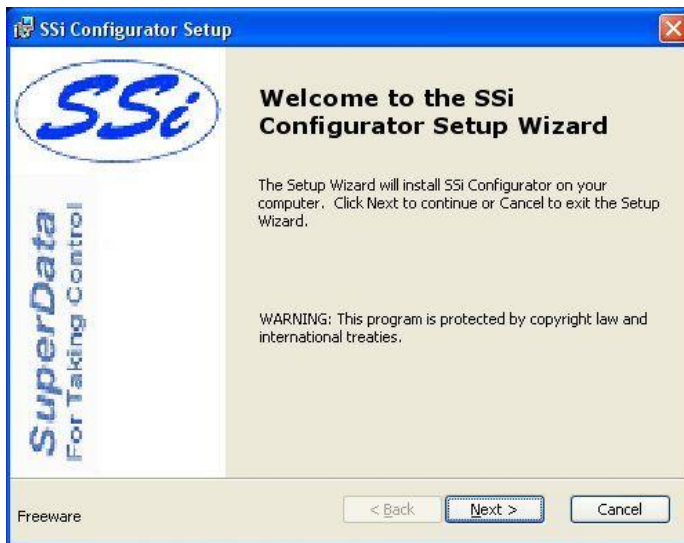 SSi Configurator Setup
SSi
SuperData
For Taking Control
Welcome to the SSi
Configurator Setup Wizard
The Setup Wizard will install SSi Configurator on your
computer. Click Next to continue or Cancel to exit the Setup
Wizard.
WARNING: This program is protected by copyright law and
international treaties.
Freeware
< Back
Next >
Cancel